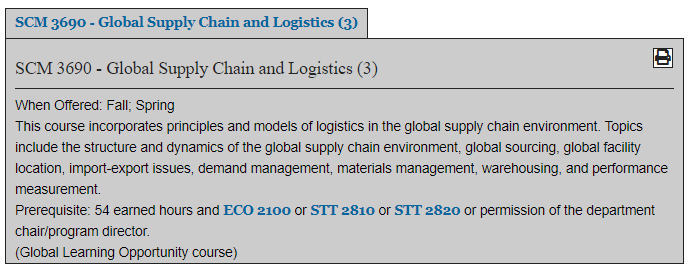 SCM 3690 - Global Supply Chain and Logistics (3)
SCM 3690 - Global Supply Chain and Logistics (3)
When Offered: Fall; Spring
This course incorporates principles and models of logistics in the global supply chain environment. Topics
include the structure and dynamics of the global supply chain environment, global sourcing, global facility
location, import-export issues, demand management, materials management, warehousing, and performance
measurement.
Prerequisite: 54 earned hours and ECO 2100 or STT 2810 or STT 2820 or permission of the department
chair/program director.
(Global Learning Opportunity course)